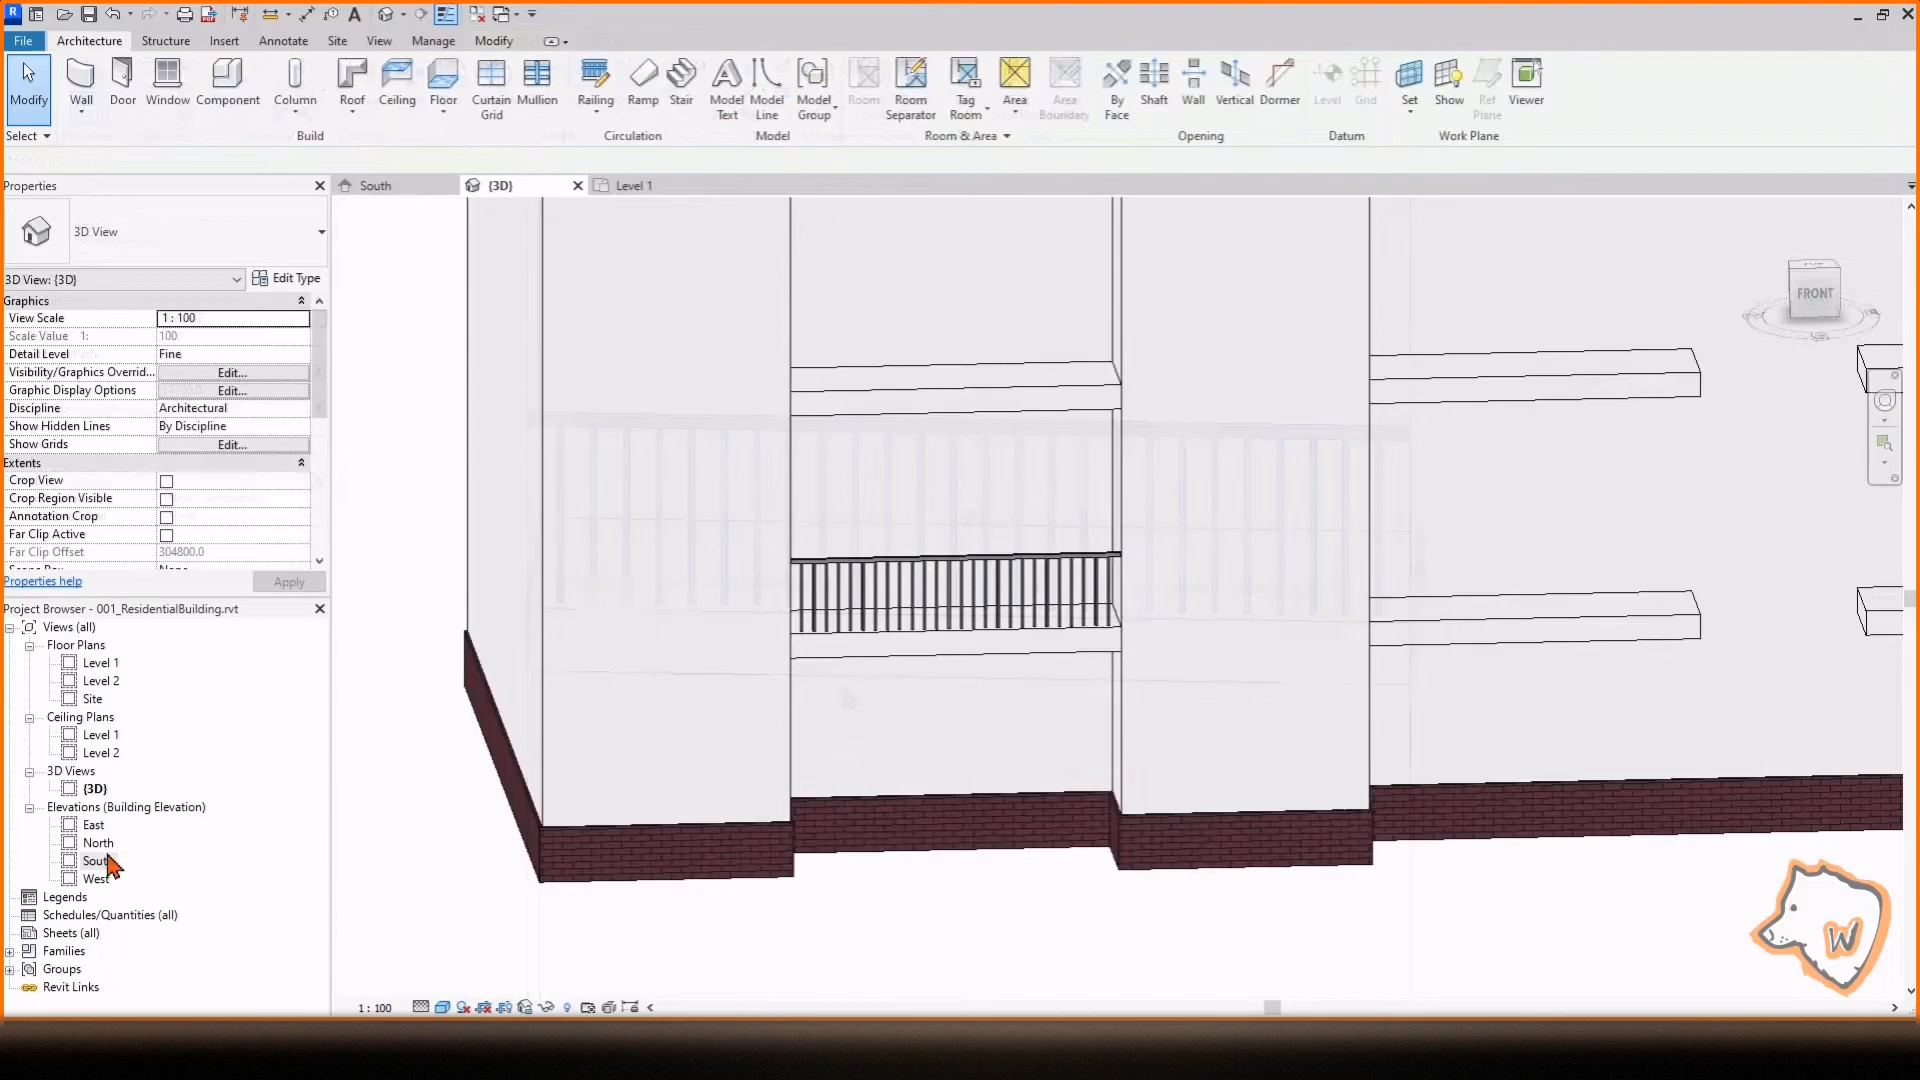 File Architecture Structure Insert Annotate Site View Manage Modify
Modify Wall Door Window Component Column Roof Ceiling Floor Curtain Grid Mullion Railing Ramp Stair Model Text Model Line Model Group Room Room Separator Tag Room Area Area Boundary By Face Shaft Wall Vertical Dormer Level Grid Set Show Ref Plane Viewer
Select Build Circulation Model Room & Area Opening Datum Work Plane
Properties South {3D} Level 1
3D View
3D View: {3D} Edit Type
Graphics
View Scale 1 : 100
Scale Value 1: 100
Detail Level Fine
Visibility/Graphics Overrid... Edit...
Graphic Display Options Edit...
Discipline Architectural
Show Hidden Lines By Discipline
Show Grids Edit...
Extents
Crop View
Crop Region Visible
Annotation Crop
Far Clip Active
Far Clip Offset 304800.0
Properties help Apply
Project Browser - 001_ResidentialBuilding.rvt
Views (all)
Floor Plans
Level 1
Level 2
Site
Ceiling Plans
Level 1
Level 2
3D Views
{3D}
Elevations (Building Elevation)
East
North
Sout
West
Legends
Schedules/Quantities (all)
Sheets (all)
Families
Groups
Revit Links
FRONT
1 : 100
W